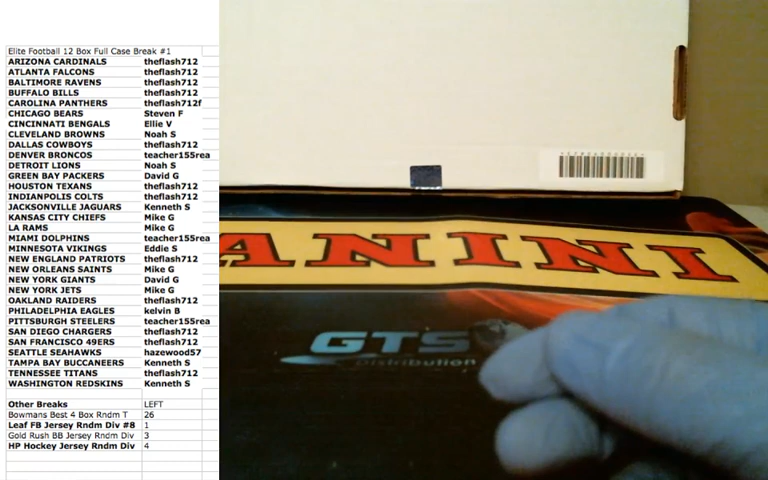 Elite Football 12 Box Full Case Break #1
ARIZONA CARDINALS theflash712
ATLANTA FALCONS theflash712
BALTIMORE RAVENS theflash712
BUFFALO BILLS theflash712
CAROLINA PANTHERS theflash712f
CHICAGO BEARS Steven F
CINCINNATI BENGALS Ellie V
CLEVELAND BROWNS Noah S
DALLAS COWBOYS theflash712
DENVER BRONCOS teacher155rea
DETROIT LIONS Noah S
GREEN BAY PACKERS David G
HOUSTON TEXANS theflash712
INDIANPOLIS COLTS theflash712
JACKSONVILLE JAGUARS Kenneth S
KANSAS CITY CHIEFS Mike G
LA RAMS Mike G
MIAMI DOLPHINS teacher155rea
MINNESOTA VIKINGS Eddie S
NEW ENGLAND PATRIOTS theflash712
NEW ORLEANS SAINTS Mike G
NEW YORK GIANTS David G
NEW YORK JETS Mike G
OAKLAND RAIDERS theflash712
PHILADELPHIA EAGLES kelvin B
PITTSBURGH STEELERS teacher155rea
SAN DIEGO CHARGERS theflash712
SAN FRANCISCO 49ERS theflash712
SEATTLE SEAHAWKS hazewood57
TAMPA BAY BUCCANEERS Kenneth S
TENNESSEE TITANS theflash712
WASHINGTON REDSKINS Kenneth S
Other Breaks LEFT
Bowmans Best 4 Box Rndm T 26
Leaf FB Jersey Rndm Div #8 1
Gold Rush BB Jersey Rndm Div 3
HP Hockey Jersey Rndm Div 4
ANINI
GTS
Distribution